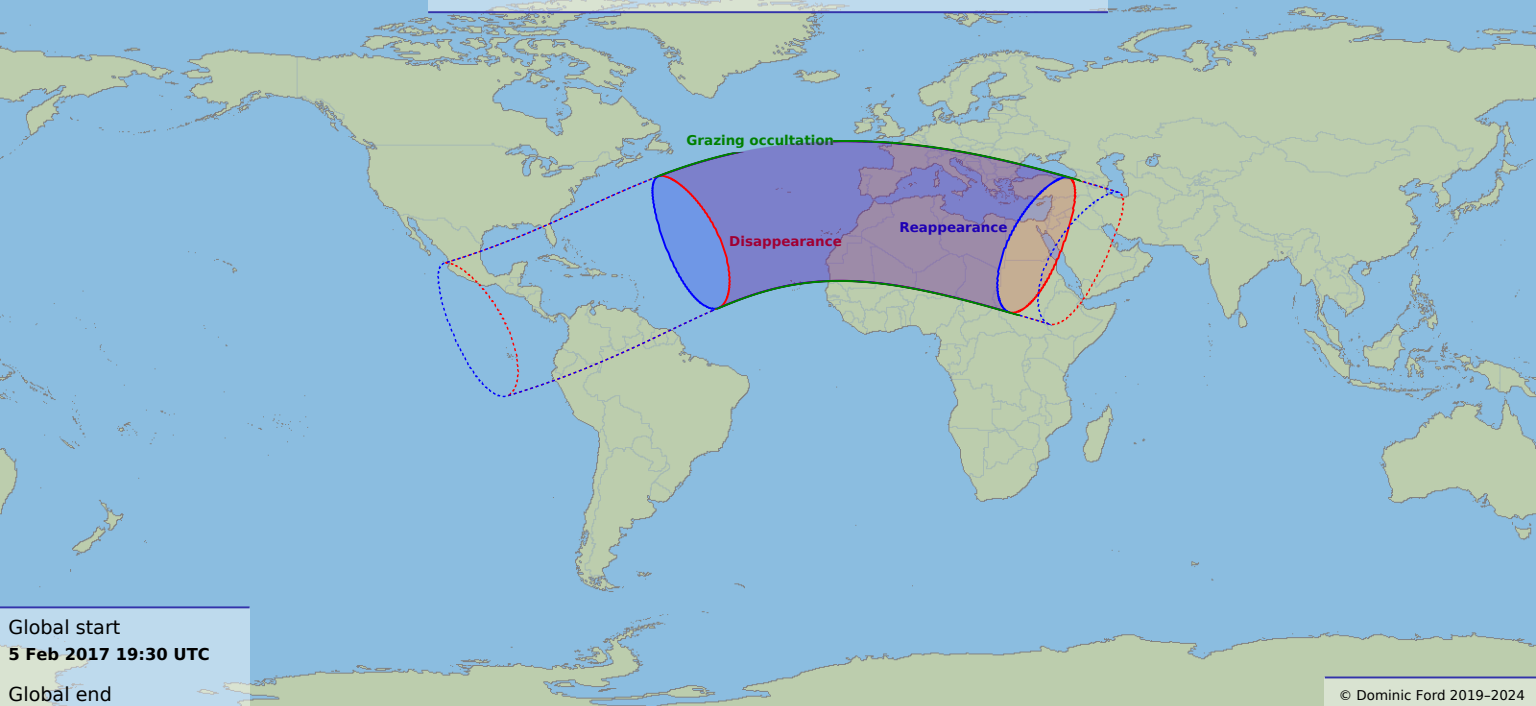 Grazing occultation
Disappearance
Reappearance
Global start
5 Feb 2017 19:30 UTC
Global end
© Dominic Ford 2019–2024